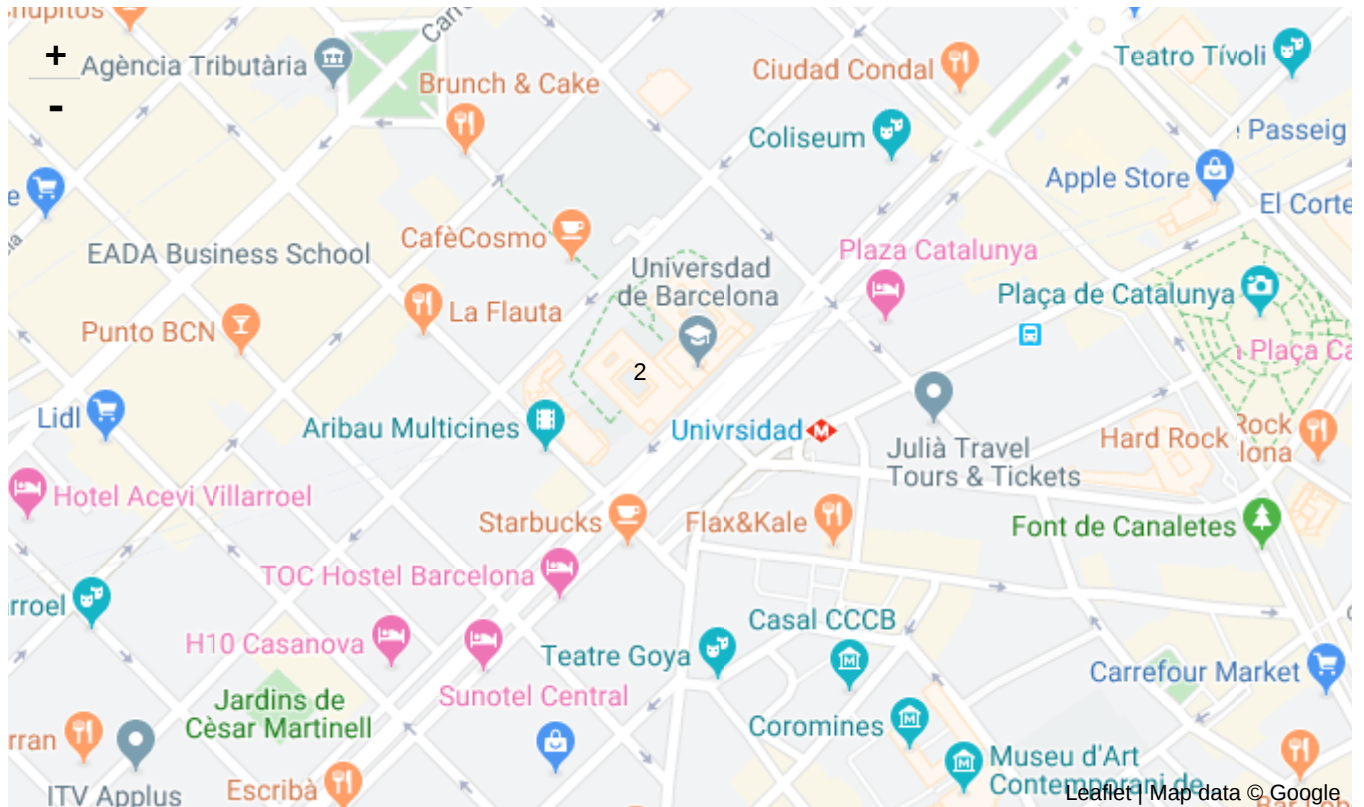 Chupitos
+
Agència Tributària
-
Brunch & Cake
Ciudad Condal
Teatro Tívoli
Coliseum
Passeig
Apple Store
e
El Corte
EADA Business School
CafèCosmo
Universdad
de Barcelona
Plaza Catalunya
Plaça de Catalunya
Punto BCN
La Flauta
Plaça Ca
2
Lidl
Aribau Multicines
Univrsidad
M
Julià Travel
Tours & Tickets
Hard Rock
Rock
lona
Hotel Acevi Villarroel
Starbucks
Flax&Kale
Font de Canaletes
TOC Hostel Barcelona
rroel
H10 Casanova
Casal CCCB
Teatre Goya
Carrefour Market
Jardins de
Cèsar Martinell
Sunotel Central
Coromines
rran
Museu d'Art
Contemporani de
ITV Applus
Escribà
Leaflet | Map data © Google